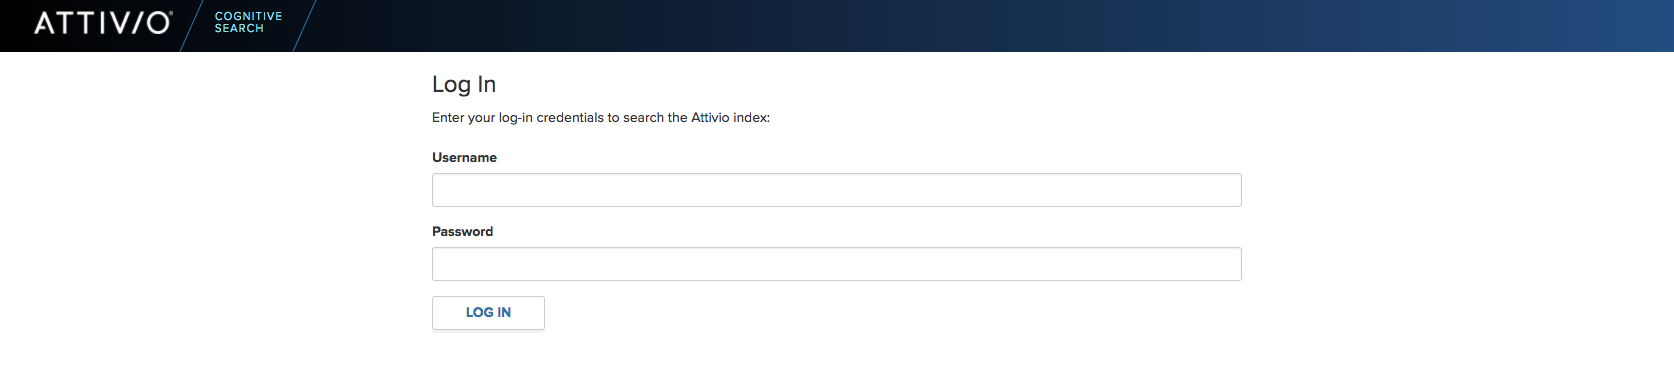 ATTIVIO®
COGNITIVE
SEARCH
Log In
Enter your log-in credentials to search the Attivio index:
Username
Password
LOG IN